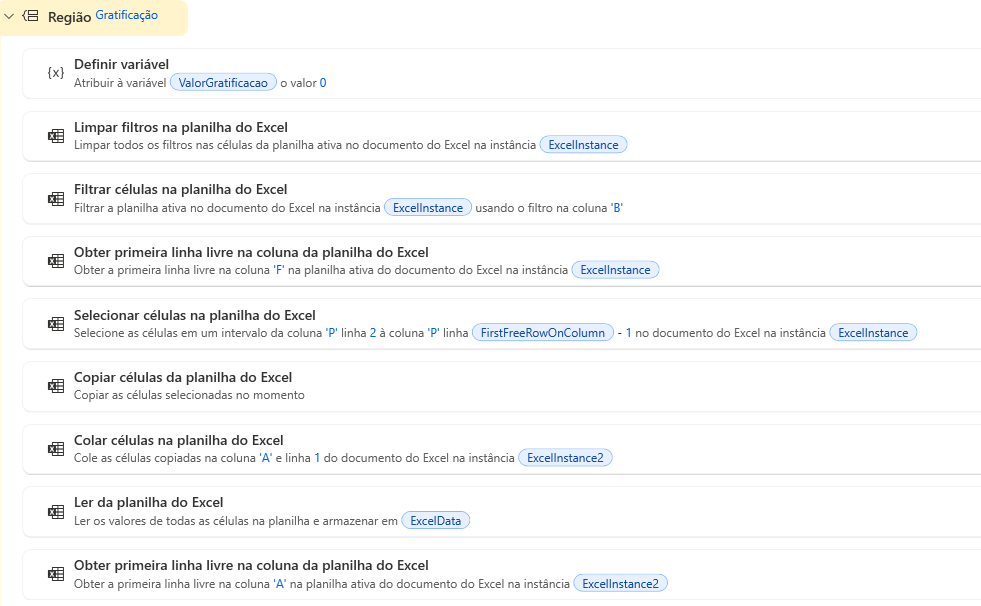 Região Gratificação
{x}
Definir variável
Atribuir à variável ValorGratificacao o valor 0
Limpar filtros na planilha do Excel
Limpar todos os filtros nas células da planilha ativa no documento do Excel na instância ExcelInstance
Filtrar células na planilha do Excel
Filtrar a planilha ativa no documento do Excel na instância ExcelInstance usando o filtro na coluna 'B'
Obter primeira linha livre na coluna da planilha do Excel
Obter a primeira linha livre na coluna 'F' na planilha ativa do documento do Excel na instância ExcelInstance
Selecionar células na planilha do Excel
Selecione as células em um intervalo da coluna 'P' linha 2 à coluna 'P' linha FirstFreeRowOnColumn - 1 no documento do Excel na instância ExcelInstance
Copiar células da planilha do Excel
Copiar as células selecionadas no momento
Colar células na planilha do Excel
Cole as células copiadas na coluna 'A' e linha 1 do documento do Excel na instância ExcelInstance2
Ler da planilha do Excel
Ler os valores de todas as células na planilha e armazenar em ExcelData
Obter primeira linha livre na coluna da planilha do Excel
Obter a primeira linha livre na coluna 'A' na planilha ativa do documento do Excel na instância ExcelInstance2